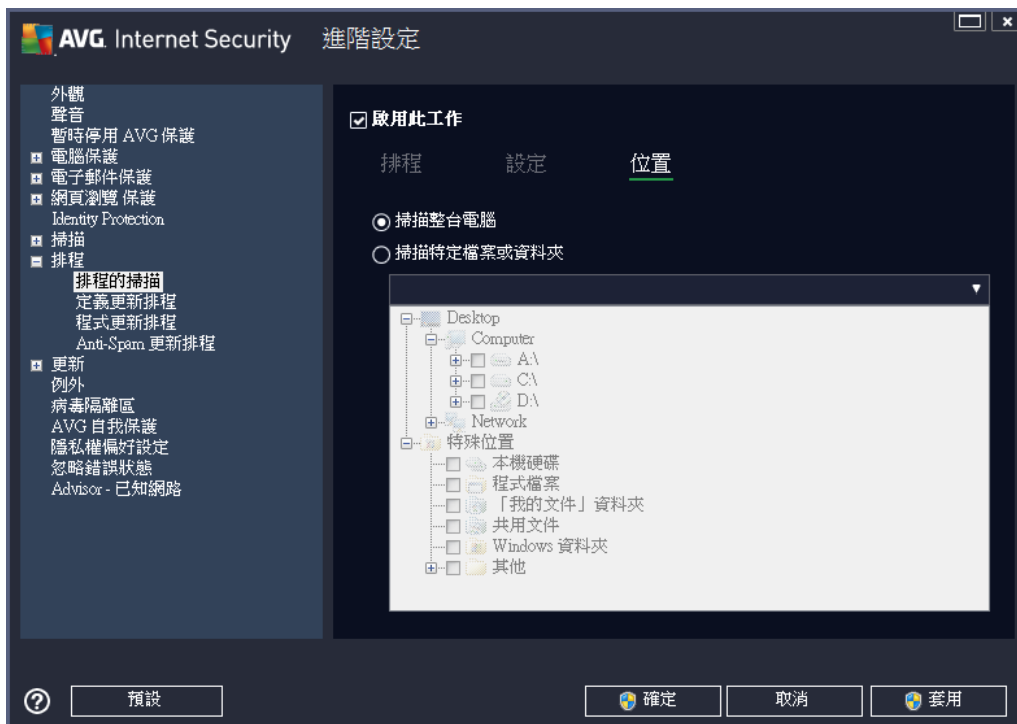 AVG. Internet Security 進階設定
外觀
聲音
暫時停用 AVG 保護
電腦保護
電子郵件保護
網頁瀏覽 保護
Identity Protection
掃描
排程
排程的掃描
定義更新排程
程式更新排程
Anti-Spam 更新排程
更新
例外
病毒隔離區
AVG 自我保護
隱私權偏好設定
忽略錯誤狀態
Advisor - 已知網路
啟用此工作
排程 設定 位置
掃描整台電腦
掃描特定檔案或資料夾
Desktop
Computer
A:\
C:\
D:\
Network
特殊位置
本機硬碟
程式檔案
「我的文件」資料夾
共用文件
Windows 資料夾
其他
預設 確定 取消 套用